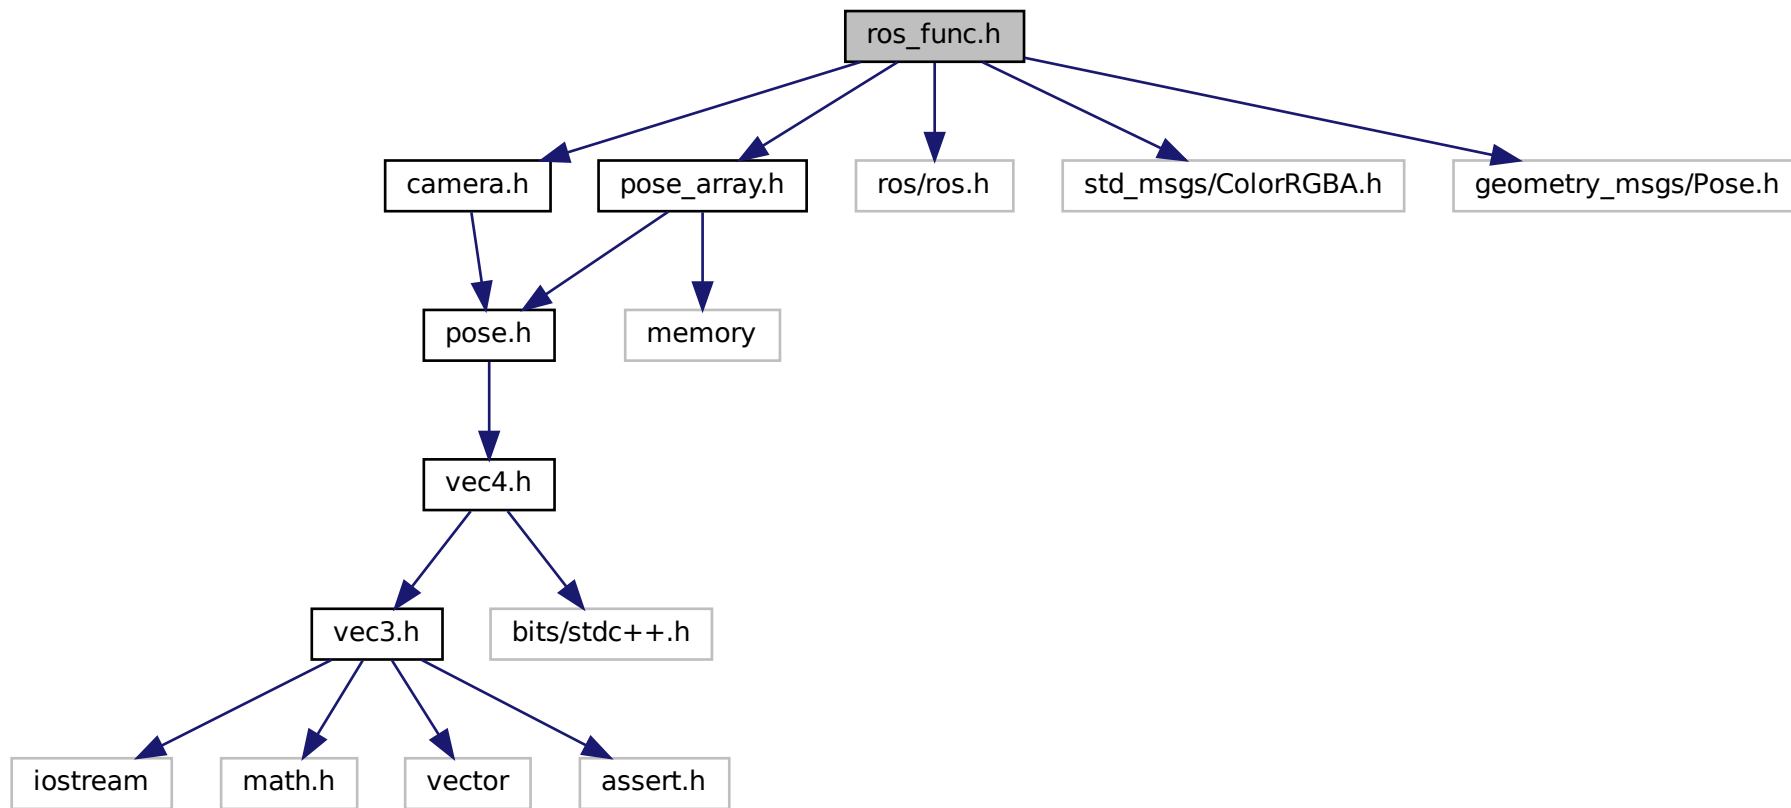 ros_func.h
camera.h
pose_array.h
ros/ros.h
std_msgs/ColorRGBA.h
geometry_msgs/Pose.h
pose.h
memory
vec4.h
vec3.h
bits/stdc++.h
iostream
math.h
vector
assert.h